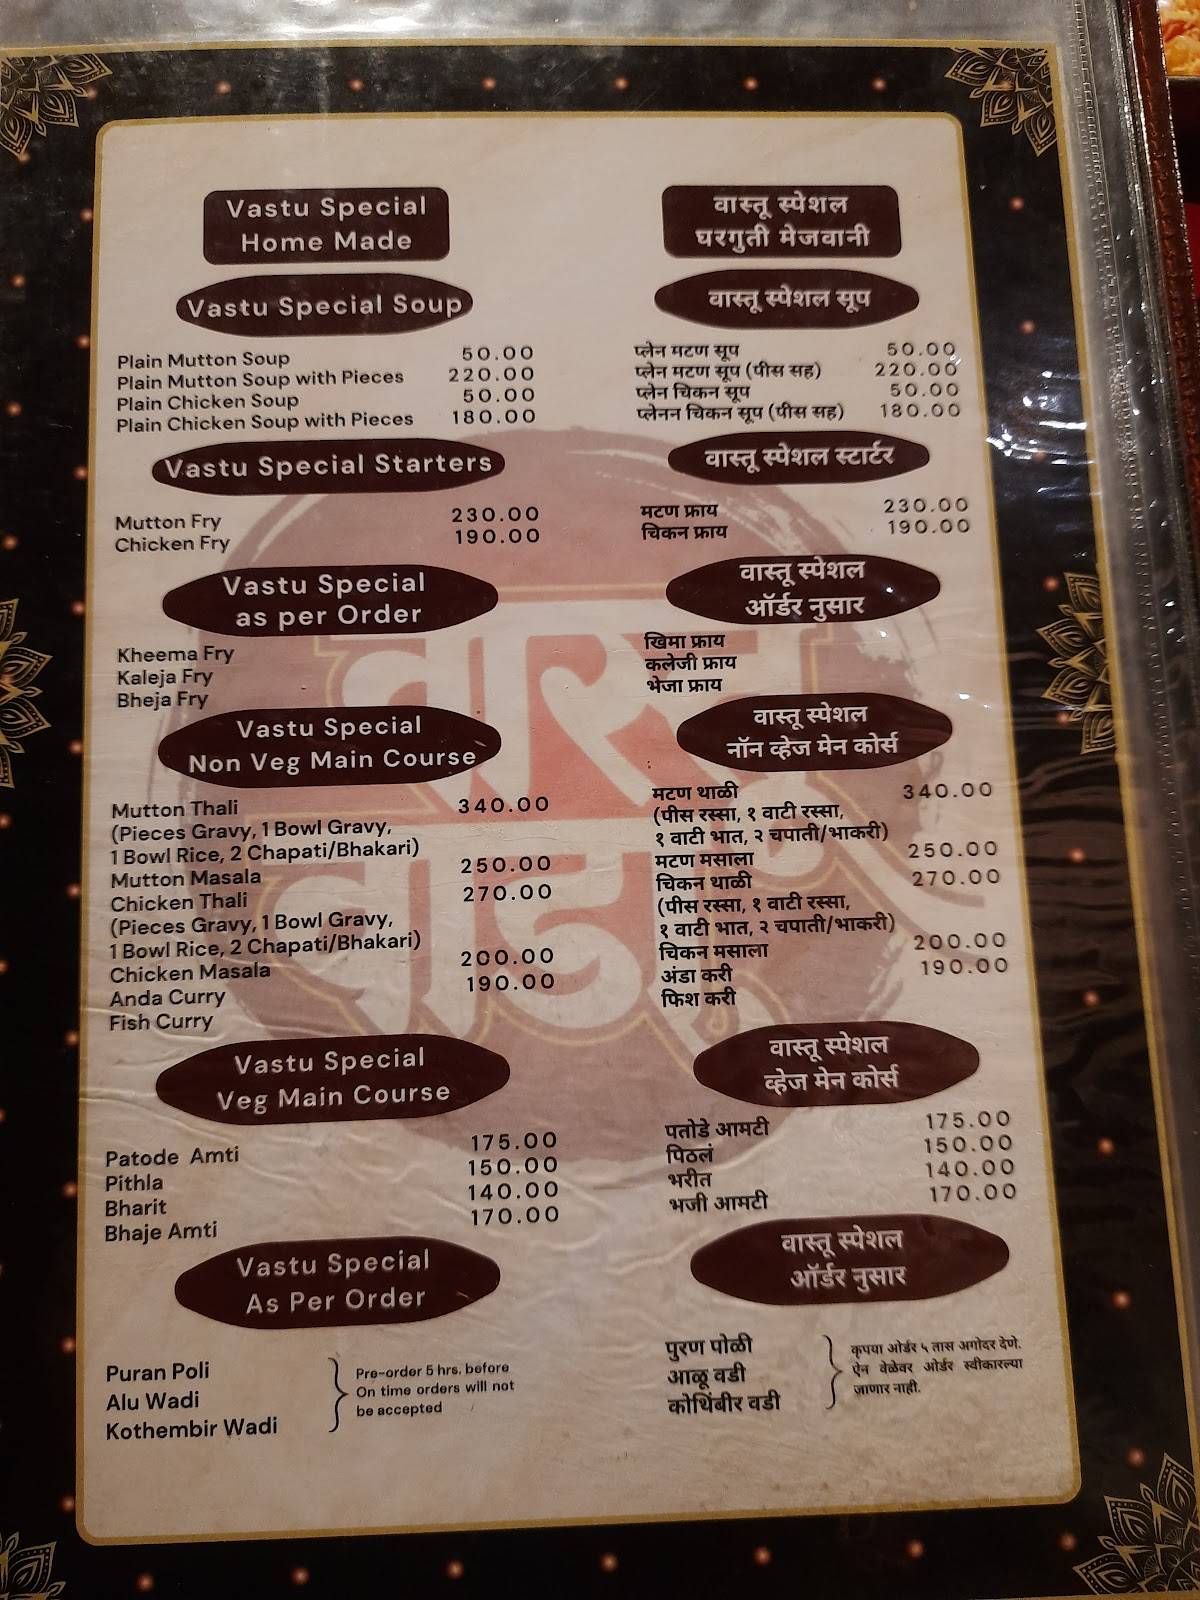 Vastu Special
Home Made
Vastu Special Soup
Plain Mutton Soup 50.00
Plain Mutton Soup with Pieces 220.00
Plain Chicken Soup 50.00
Plain Chicken Soup with Pieces 180.00
Vastu Special Starters
Mutton Fry 230.00
Chicken Fry 190.00
Vastu Special
as per Order
Kheema Fry
Kaleja Fry
Bheja Fry
Vastu Special
Non Veg Main Course
Mutton Thali 340.00
(Pieces Gravy, 1 Bowl Gravy,
1 Bowl Rice, 2 Chapati/Bhakari)
Mutton Masala 250.00
Chicken Thali 270.00
(Pieces Gravy, 1 Bowl Gravy,
1 Bowl Rice, 2 Chapati/Bhakari)
Chicken Masala 200.00
Anda Curry 190.00
Fish Curry
Vastu Special
Veg Main Course
Patode Amti 175.00
Pithla 150.00
Bharit 140.00
Bhaje Amti 170.00
Vastu Special
As Per Order
Puran Poli
Alu Wadi
Kothembir Wadi
Pre-order 5 hrs. before
On time orders will not
be accepted
वास्तू स्पेशल
घरगुती मेजवानी
वास्तू स्पेशल सूप
प्लेन मटण सूप 50.00
प्लेन मटण सूप (पीस सह) 220.00
प्लेन चिकन सूप 50.00
प्लेनन चिकन सूप (पीस सह) 180.00
वास्तू स्पेशल स्टार्टर
मटण फ्राय 230.00
चिकन फ्राय 190.00
वास्तू स्पेशल
ऑर्डर नुसार
खिमा फ्राय
कलेजी फ्राय
भेजा फ्राय
वास्तू स्पेशल
नॉन व्हेज मेन कोर्स
मटण थाळी 340.00
(पीस रस्सा, १ वाटी रस्सा,
१ वाटी भात, २ चपाती/भाकरी)
मटण मसाला 250.00
चिकन थाळी 270.00
(पीस रस्सा, १ वाटी रस्सा,
१ वाटी भात, २ चपाती/भाकरी)
चिकन मसाला 200.00
अंडा करी 190.00
फिश करी
वास्तू स्पेशल
व्हेज मेन कोर्स
पतोडे आमटी 175.00
पिठलं 150.00
भरीत 140.00
भजी आमटी 170.00
वास्तू स्पेशल
ऑर्डर नुसार
पुरण पोळी
आळू वडी
कोथिंबीर वडी
कृपया ओर्डर ५ तास अगोदर देणे.
ऐन वेळेवर ओर्डर स्वीकारल्या
जाणार नाही.